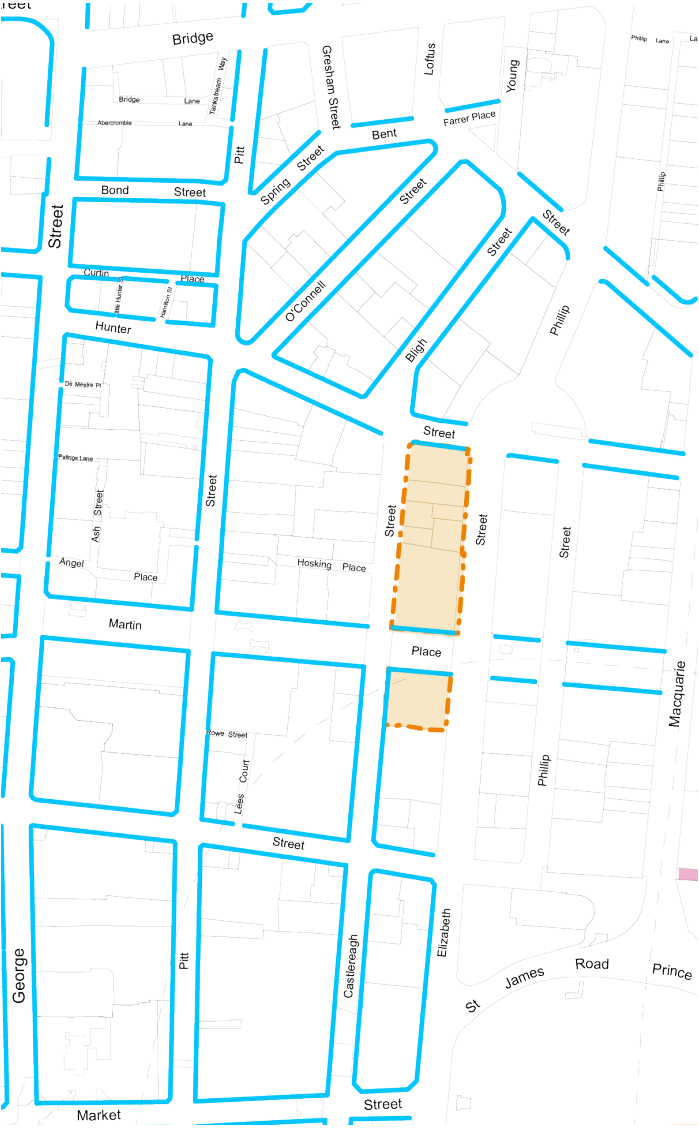 Bridge
Gresham Street
Loftus
Young
Phillip Lane
Tankstream Way
Bridge Lane
Abercrombie Lane
Farrer Place
Bent
Pitt
Spring Street
Phillip
Bond Street
Street
Street
Street
Street
Curtin Place
Hamilton St
O'Connell
Hunter
Phillip
Bligh
De Mestre Pl
Street
Palings Lane
Street
Ash Street
Street
Street
Street
Angel Place
Hosking Place
Martin
Place
Macquarie
Rowe Street
Lees Court
Phillip
Street
George
Pitt
Castlereagh
Elizabeth
St James Road
Prince
Market
Street